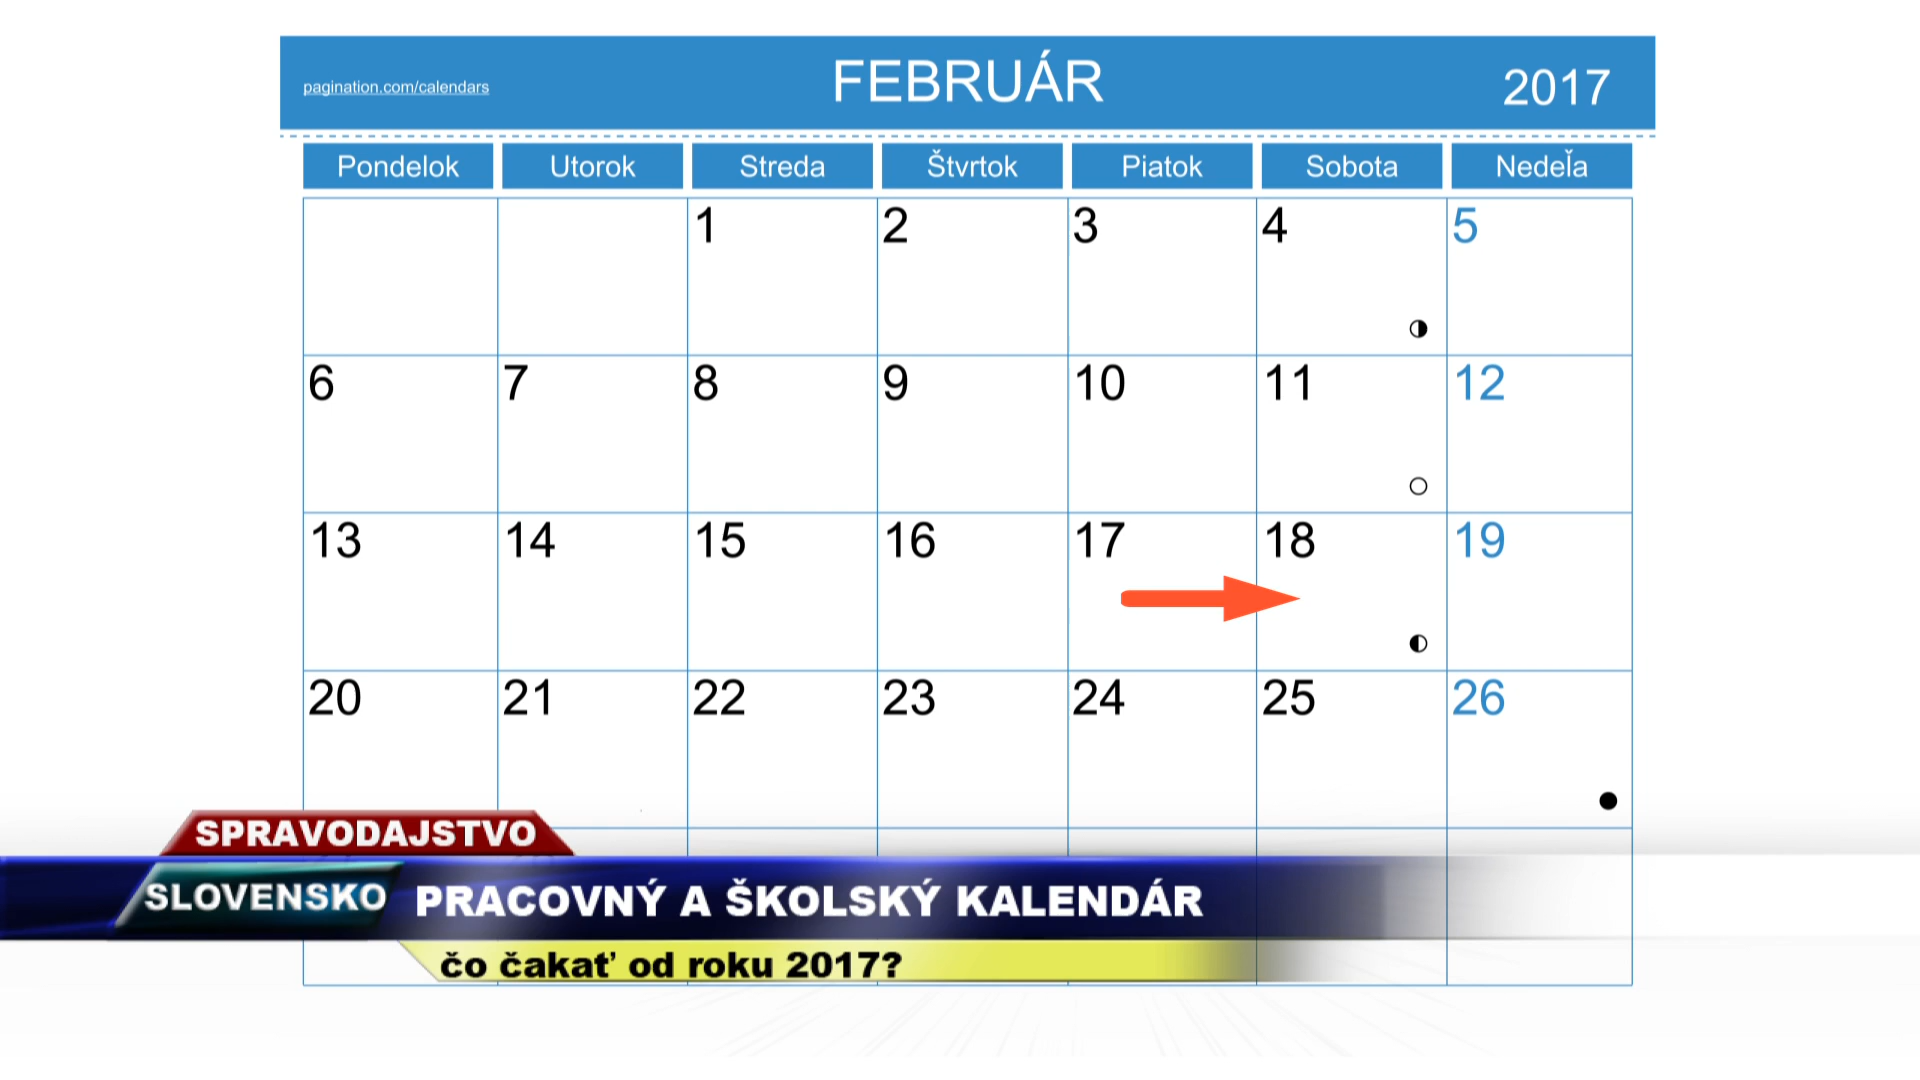 pagination.com/calendars FEBRUÁR 2017
Pondelok Utorok Streda Štvrtok Piatok Sobota Nedeľa
1 2 3 4 5
6 7 8 9 10 11 12
13 14 15 16 17 18 19
20 21 22 23 24 25 26
SPRAVODAJSTVO
SLOVENSKO PRACOVNÝ A ŠKOLSKÝ KALENDÁR
čo čakať od roku 2017?